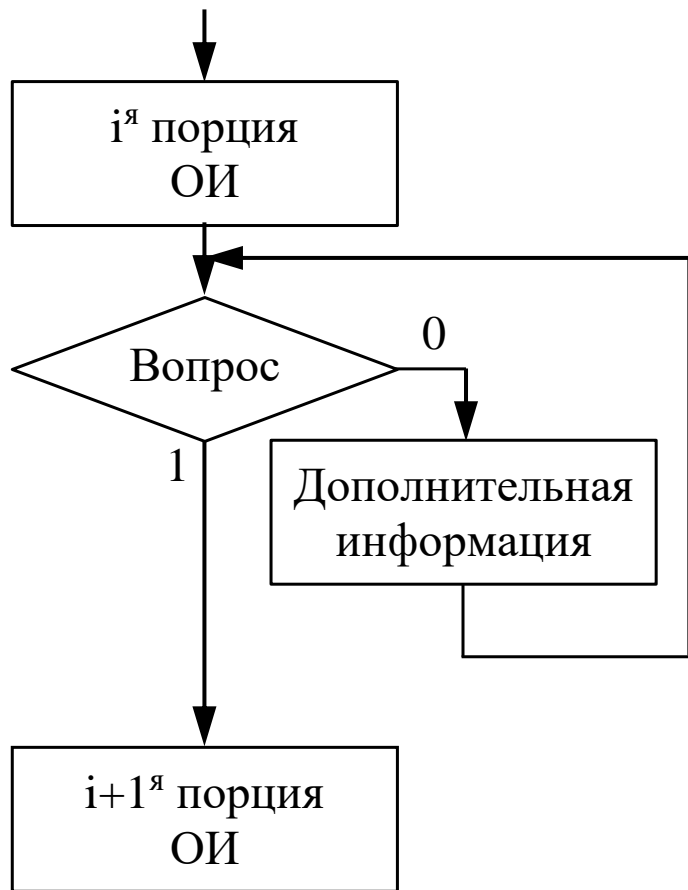 iя порция
ОИ
Вопрос
0
1
Дополнительная
информация
i+1я порция
ОИ